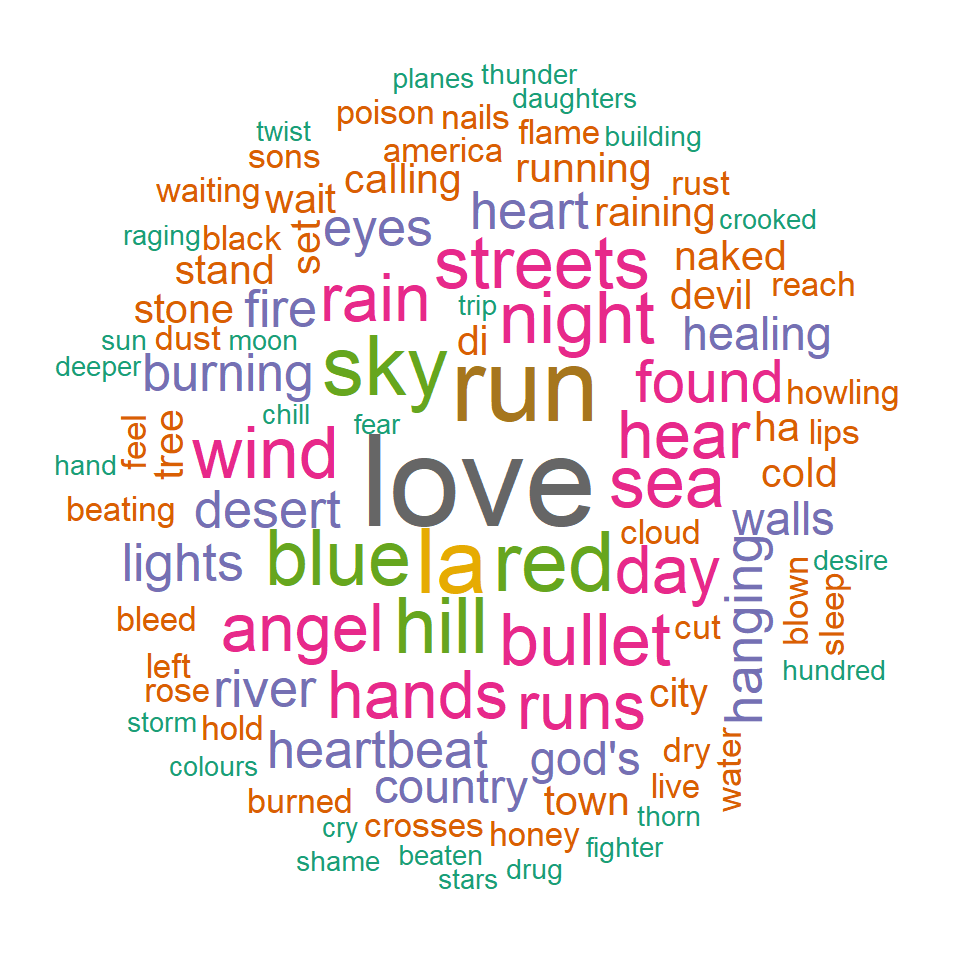 planes thunder
daughters
poison nails
twist
flame building
sons america
running
calling
rust
waiting wait
eyes heart raining
crooked
raging black set
streets naked
stand rain
devil reach
stone fire
trip night
sun dust moon
di healing
deeper burning sky run
found howling
chill
fear
feel tree wind
hear ha lips
hand love
sea cold
beating desert
cloud walls
lights blue la red day
hanging
blown desire
sleep
bleed angel hill bullet cut
left
hundred
rose river hands runs city
storm hold
heartbeat god's dry water
colours
country live
burned town
thorn
cry crosses honey
shame beaten fighter
stars drug